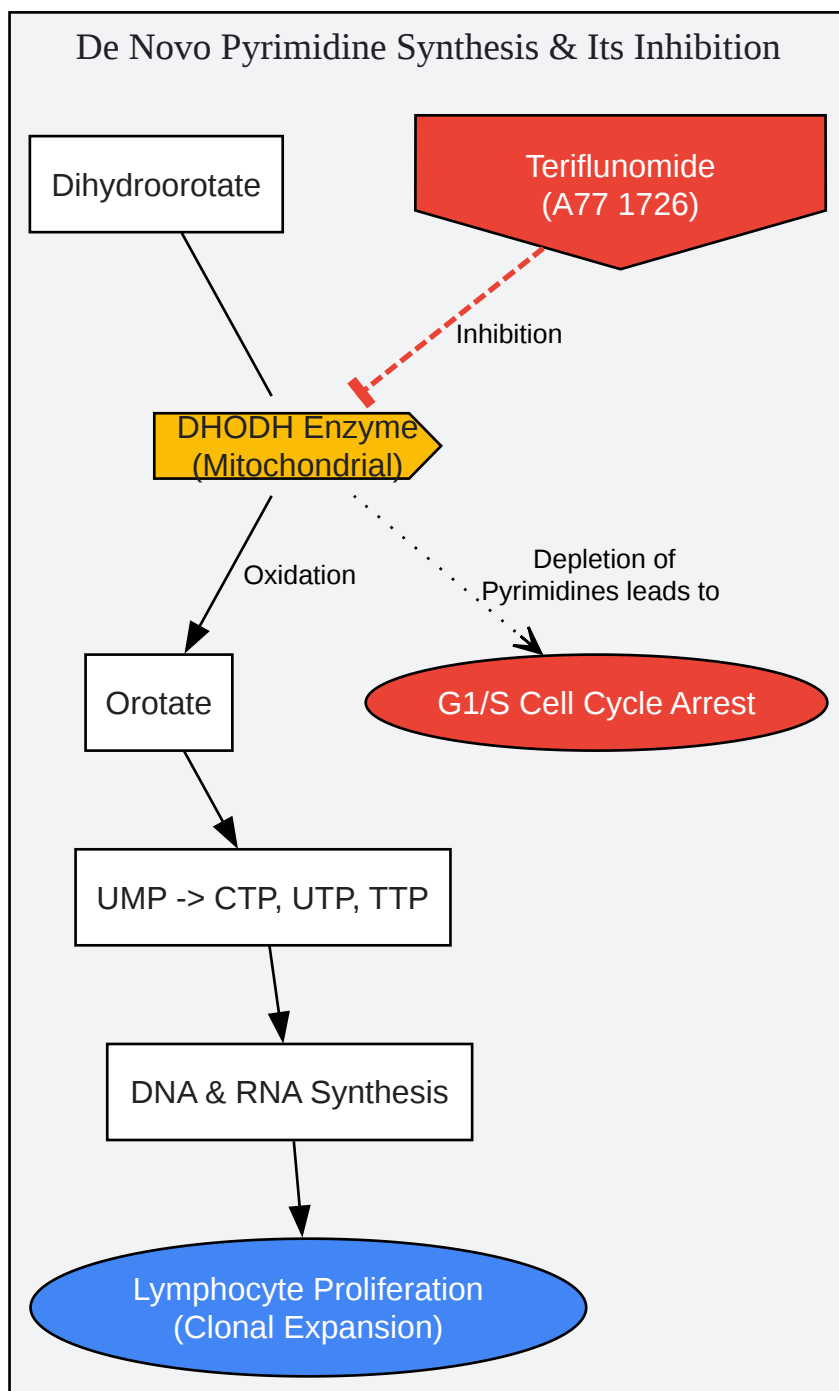 De Novo Pyrimidine Synthesis & Its Inhibition
Dihydroorotate
Teriflunomide
(A77 1726)
Inhibition
DHODH Enzyme
(Mitochondrial)
Oxidation
Depletion of
Pyrimidines leads to
Orotate
G1/S Cell Cycle Arrest
UMP -> CTP, UTP, TTP
DNA & RNA Synthesis
Lymphocyte Proliferation
(Clonal Expansion)